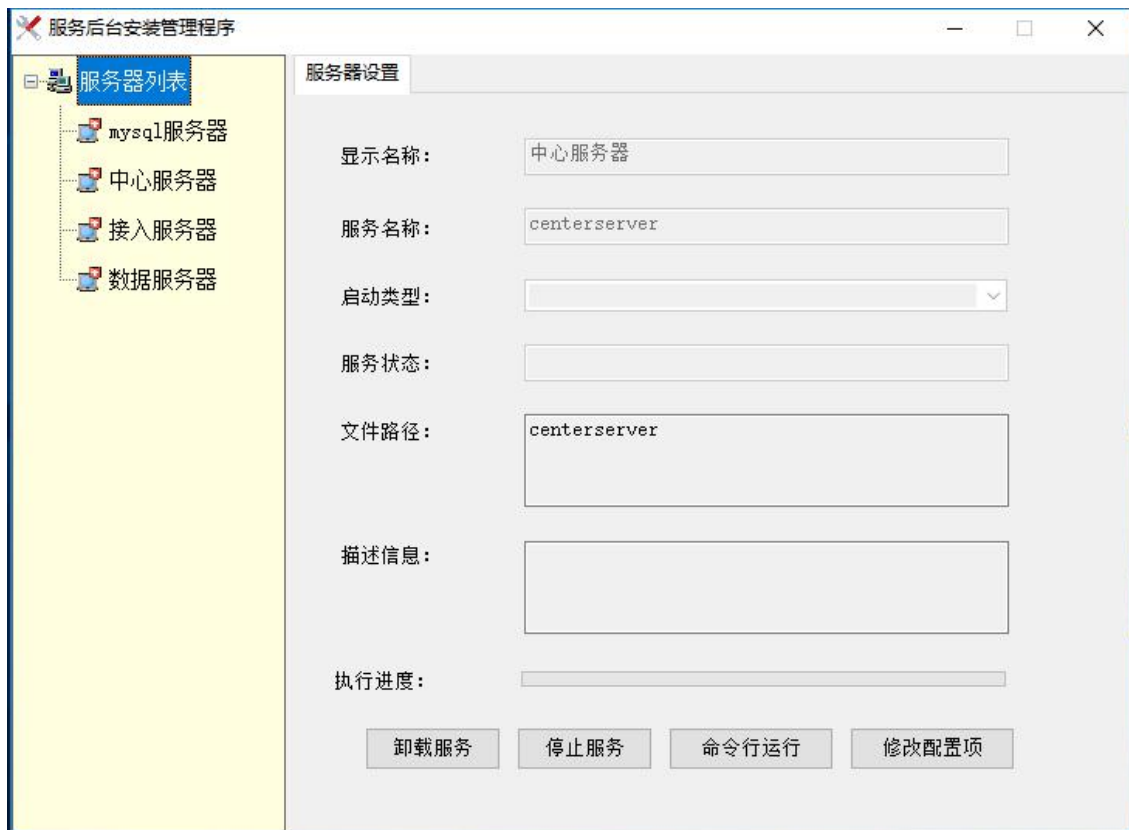 服务后台安装管理程序
服务器列表
mysql服务器
中心服务器
接入服务器
数据服务器
服务器设置
显示名称: 中心服务器
服务名称: centerserver
启动类型:
服务状态:
文件路径: centerserver
描述信息:
执行进度:
卸载服务 停止服务 命令行运行 修改配置项